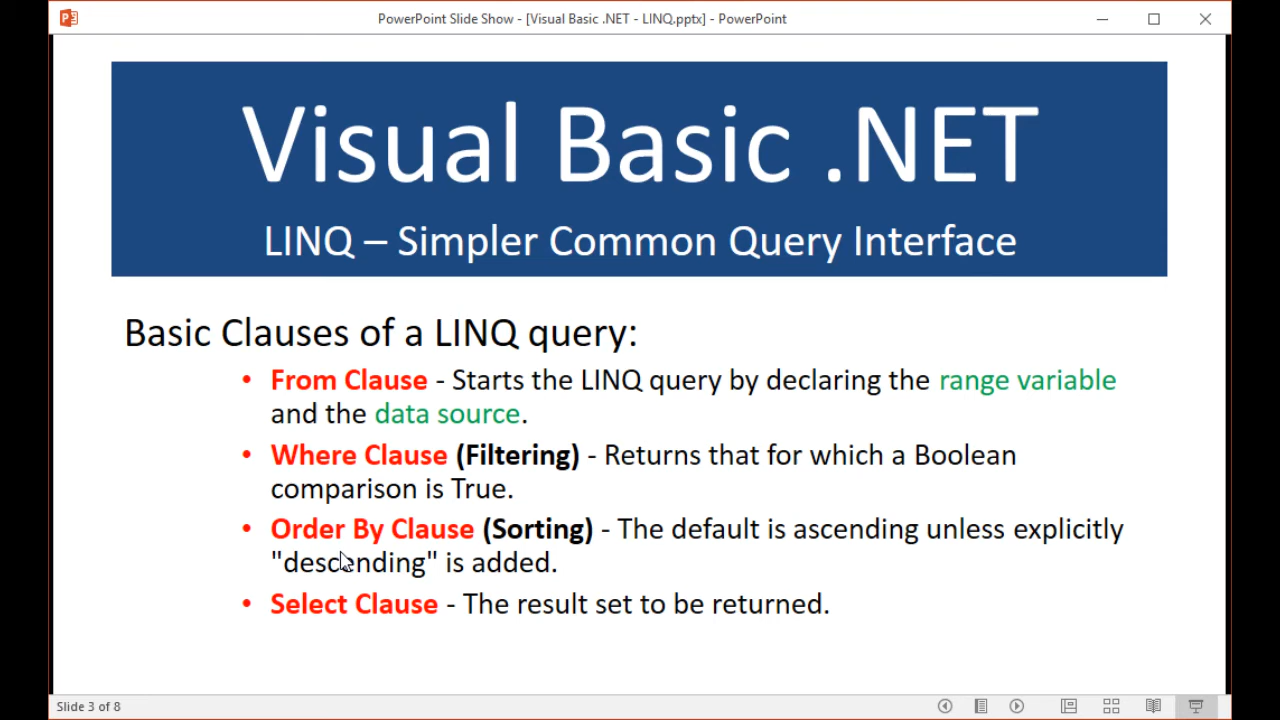 PowerPoint Slide Show - [Visual Basic .NET - LINQ.pptx] - PowerPoint
Visual Basic .NET
LINQ – Simpler Common Query Interface
Basic Clauses of a LINQ query:
• From Clause - Starts the LINQ query by declaring the range variable
and the data source.
• Where Clause (Filtering) - Returns that for which a Boolean
comparison is True.
• Order By Clause (Sorting) - The default is ascending unless explicitly
"descending" is added.
• Select Clause - The result set to be returned.
Slide 3 of 8